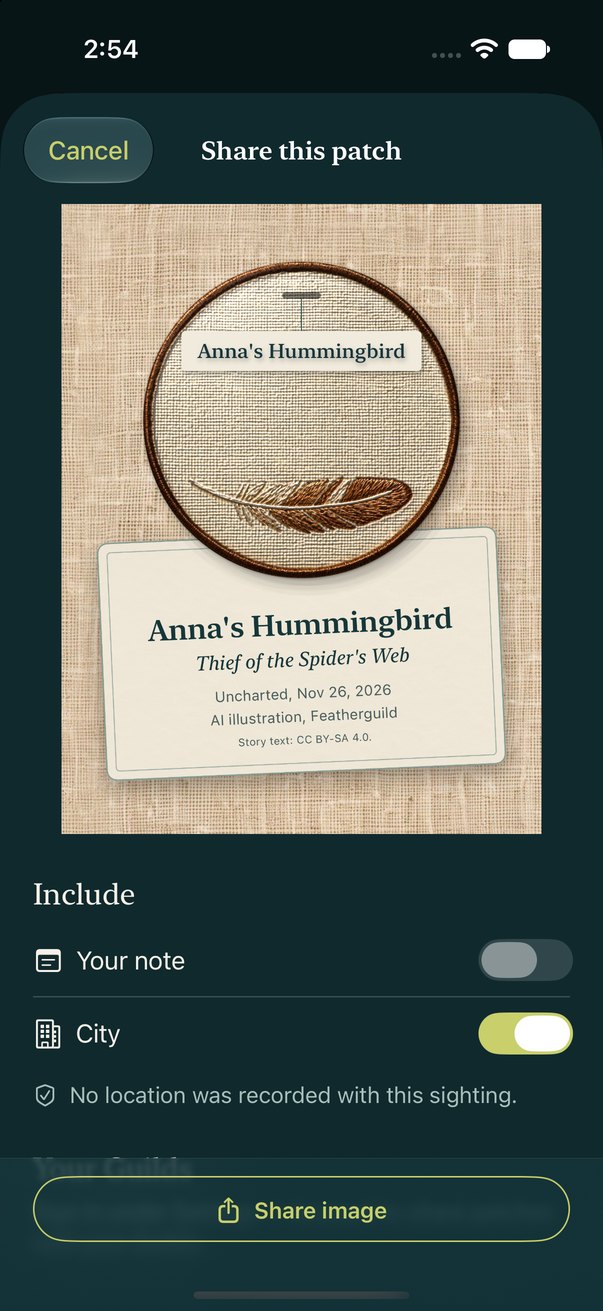 2:54
Cancel
Share this patch
Anna's Hummingbird
Anna's Hummingbird
Thief of the Spider's Web
Uncharted, Nov 26, 2026
AI illustration, Featherguild
Story text: CC BY-SA 4.0.
Include
Your note
City
No location was recorded with this sighting.
Your Guilds
Share image